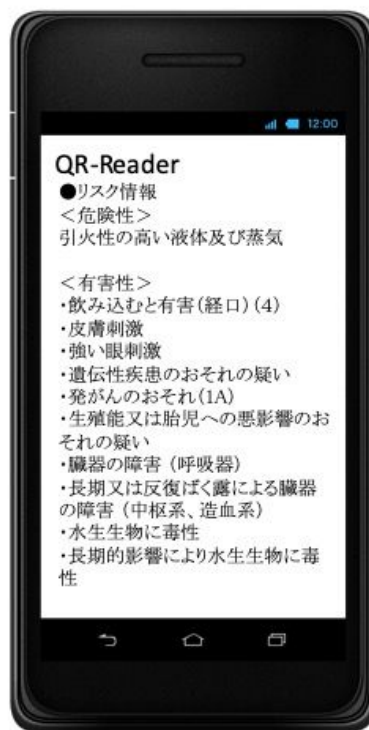 12:00
QR-Reader
●リスク情報
＜危険性＞
引火性の高い液体及び蒸気
＜有害性＞
・飲み込むと有害（経口）（4）
・皮膚刺激
・強い眼刺激
・遺伝性疾患のおそれの疑い
・発がんのおそれ（1A）
・生殖能又は胎児への悪影響のお
それの疑い
・臓器の障害（呼吸器）
・長期又は反復ばく露による臓器
の障害（中枢系、造血系）
・水生生物に毒性
・長期的影響により水生生物に毒
性